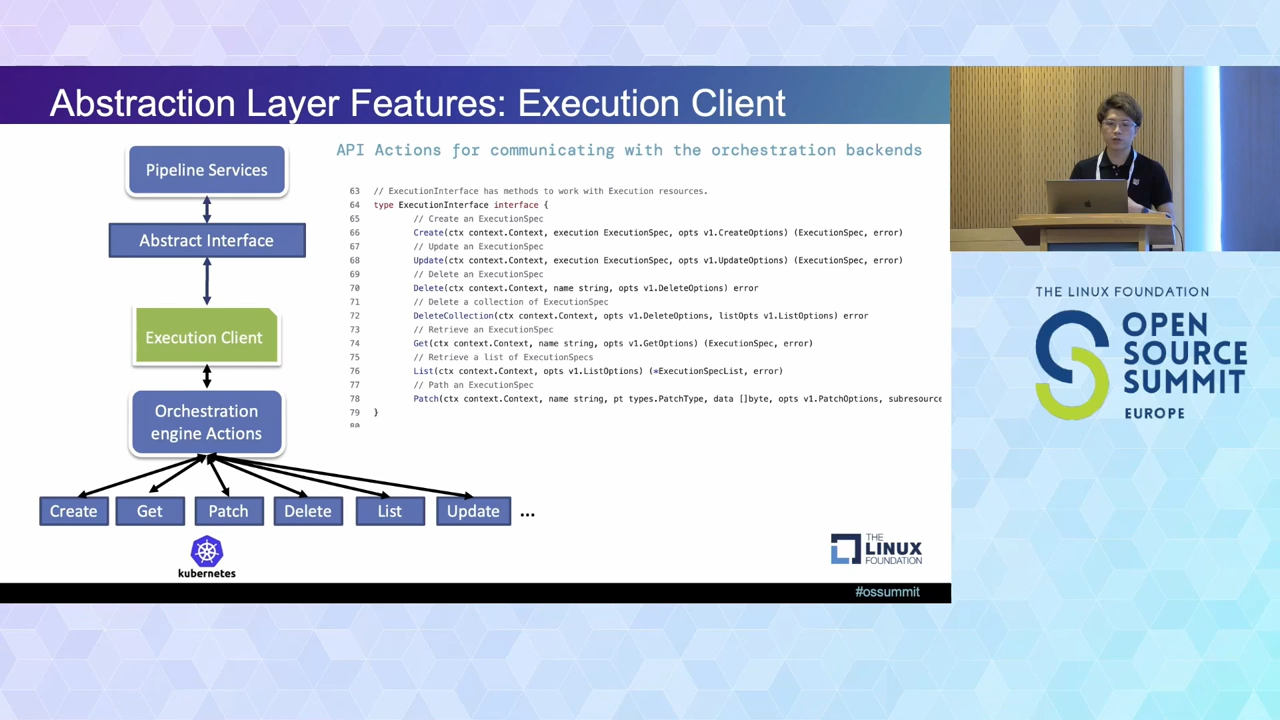 Abstraction Layer Features: Execution Client
Pipeline Services
Abstract Interface
Execution Client
Orchestration
engine Actions
Create
Get
Patch
Delete
List
Update
...
kubernetes
API Actions for communicating with the orchestration backends
63 // ExecutionInterface has methods to work with Execution resources.
64 type ExecutionInterface interface {
65 // Create an ExecutionSpec
66 Create(ctx context.Context, execution ExecutionSpec, opts v1.CreateOptions) (ExecutionSpec, error)
67 // Update an ExecutionSpec
68 Update(ctx context.Context, execution ExecutionSpec, opts v1.UpdateOptions) (ExecutionSpec, error)
69 // Delete an ExecutionSpec
70 Delete(ctx context.Context, name string, opts v1.DeleteOptions) error
71 // Delete a collection of ExecutionSpec
72 DeleteCollection(ctx context.Context, opts v1.DeleteOptions, listOpts v1.ListOptions) error
73 // Retrieve an ExecutionSpec
74 Get(ctx context.Context, name string, opts v1.GetOptions) (ExecutionSpec, error)
75 // Retrieve a list of ExecutionSpecs
76 List(ctx context.Context, opts v1.ListOptions) (*ExecutionSpecList, error)
77 // Path an ExecutionSpec
78 Patch(ctx context.Context, name string, pt types.PatchType, data []byte, opts v1.PatchOptions, subresource
79 }
80
THE
LINUX
FOUNDATION
#ossummit
THE LINUX FOUNDATION
OPEN
SOURCE
SUMMIT
EUROPE